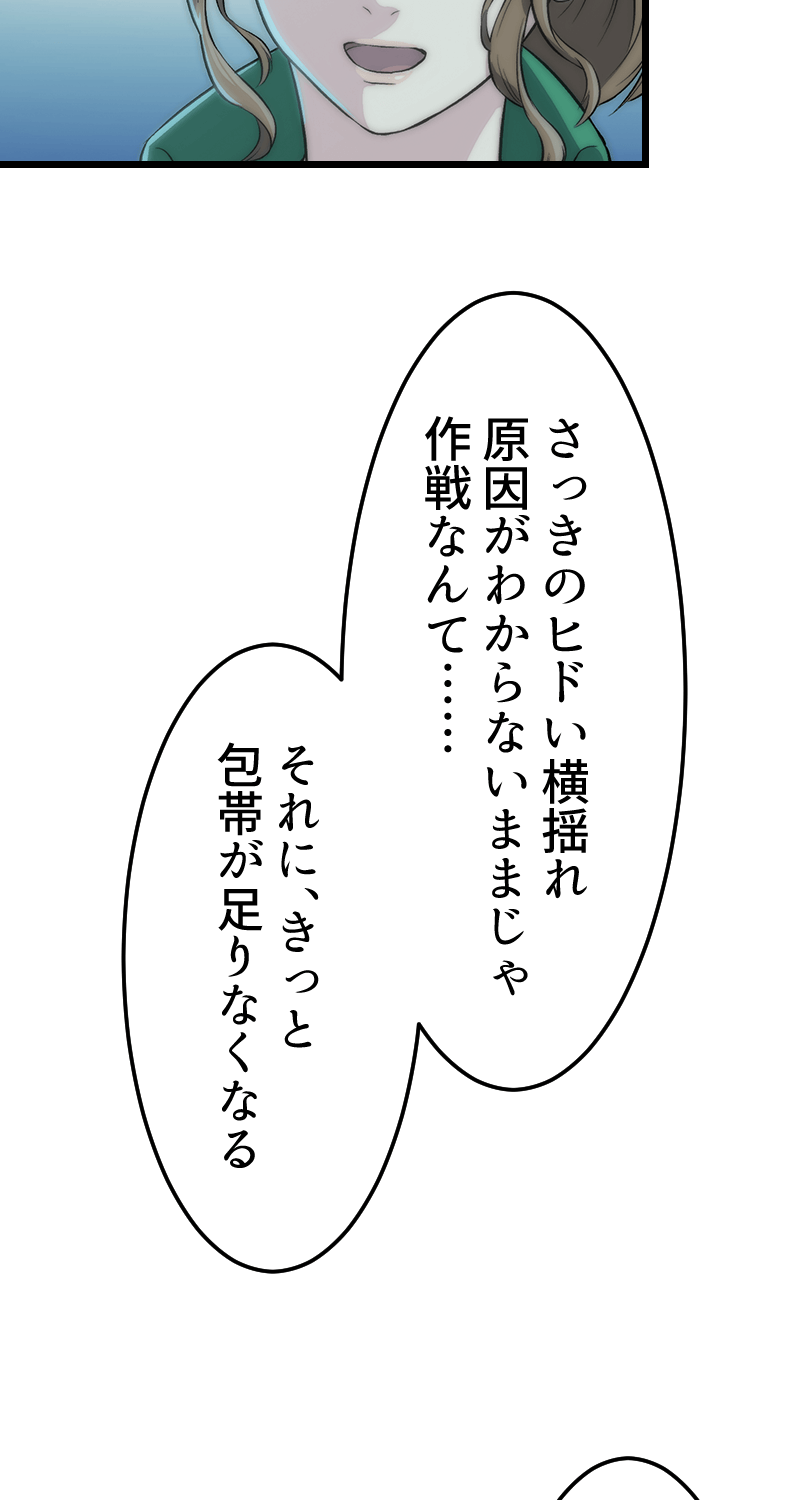 さっきのヒドい横揺れ
原因がわからないままじゃ
作戦なんて……
それに、きっと
包帯が足りなくなる